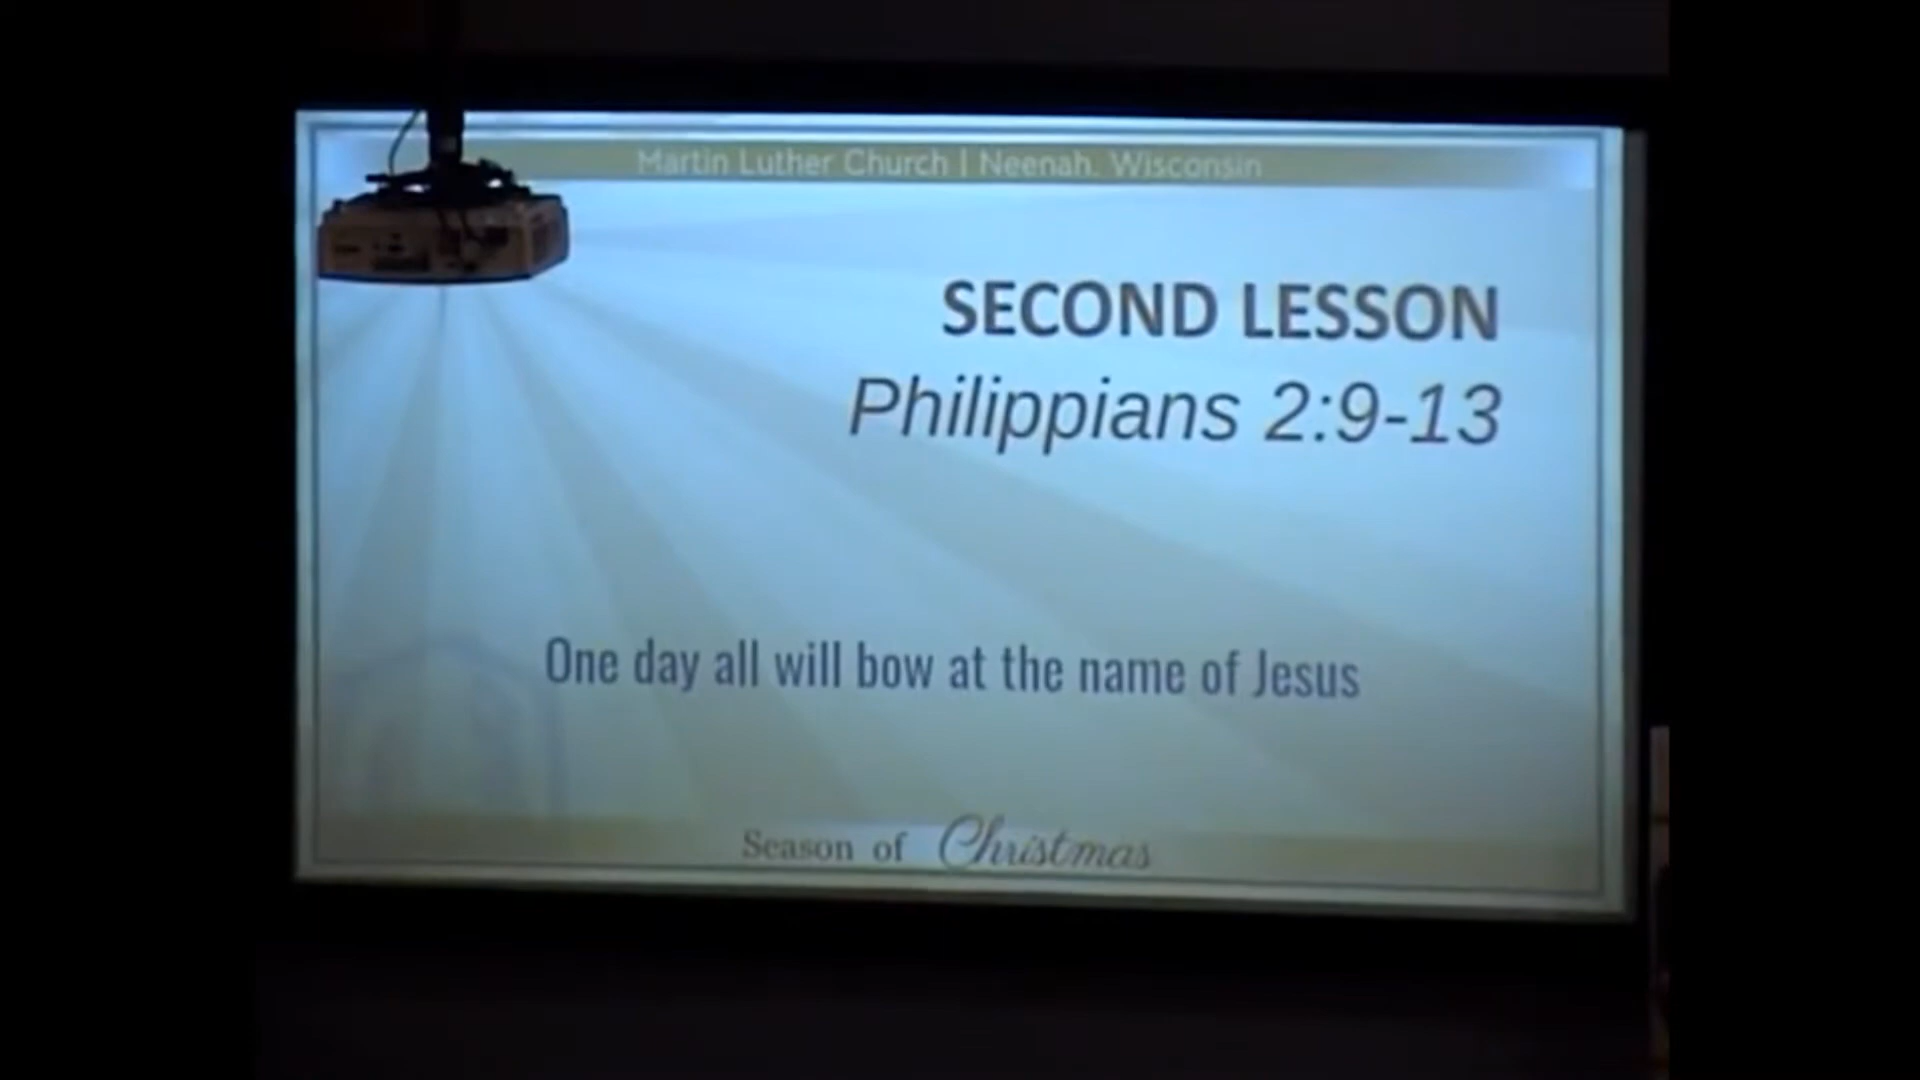 Martin Luther Church | Neenah, Wisconsin
SECOND LESSON
Philippians 2:9-13
One day all will bow at the name of Jesus
Season of Christmas